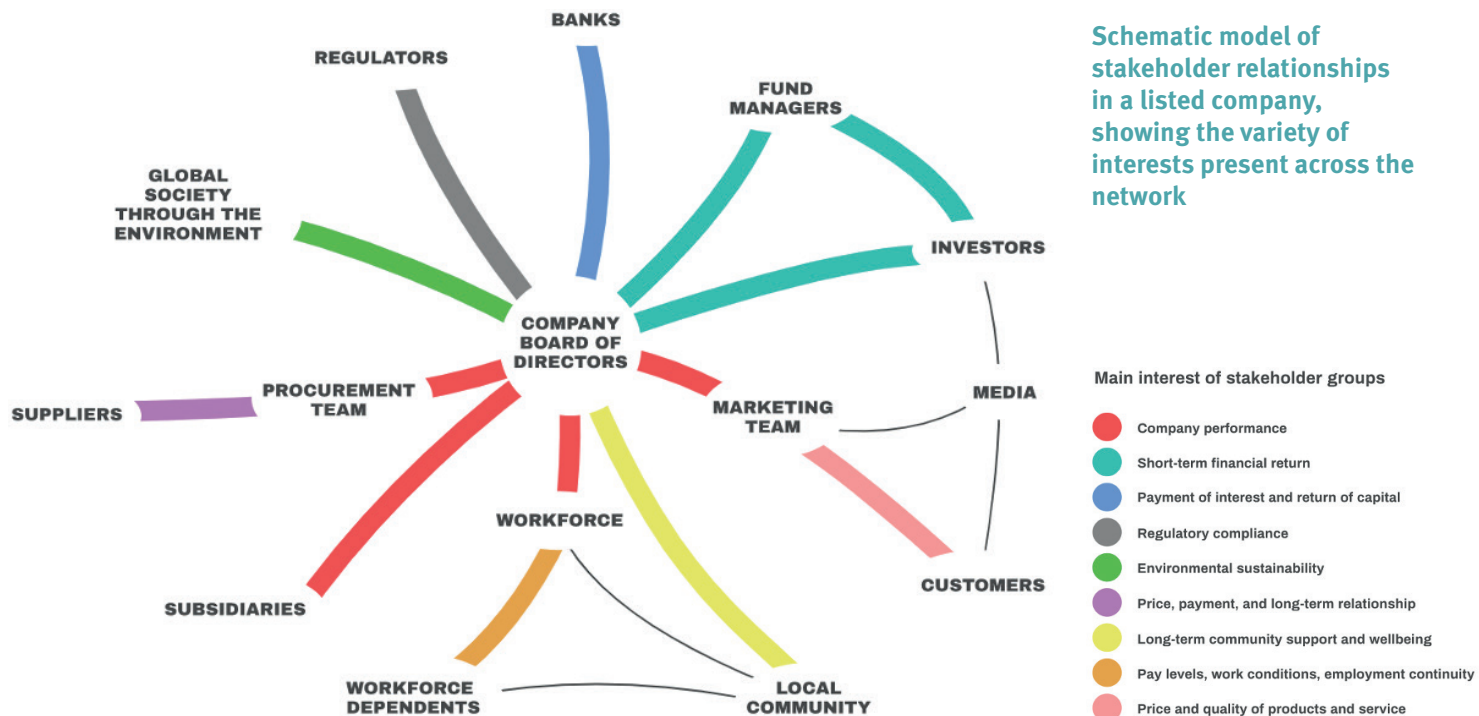 BANKS
REGULATORS
FUND
MANAGERS
GLOBAL
SOCIETY
THROUGH THE
ENVIRONMENT
INVESTORS
COMPANY
BOARD OF
DIRECTORS
PROCUREMENT
TEAM
SUPPLIERS
MARKETING
TEAM
MEDIA
WORKFORCE
CUSTOMERS
SUBSIDIARIES
WORKFORCE
DEPENDENTS
LOCAL
COMMUNITY
Schematic model of
stakeholder relationships
in a listed company,
showing the variety of
interests present across the
network
Main interest of stakeholder groups
Company performance
Short-term financial return
Payment of interest and return of capital
Regulatory compliance
Environmental sustainability
Price, payment, and long-term relationship
Long-term community support and wellbeing
Pay levels, work conditions, employment continuity
Price and quality of products and service